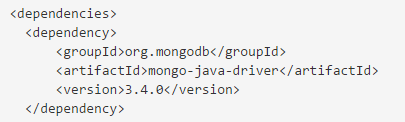 <dependencies>
<dependency>
<groupId>org.mongodb</groupId>
<artifactId>mongo-java-driver</artifactId>
<version>3.4.0</version>
</dependency>